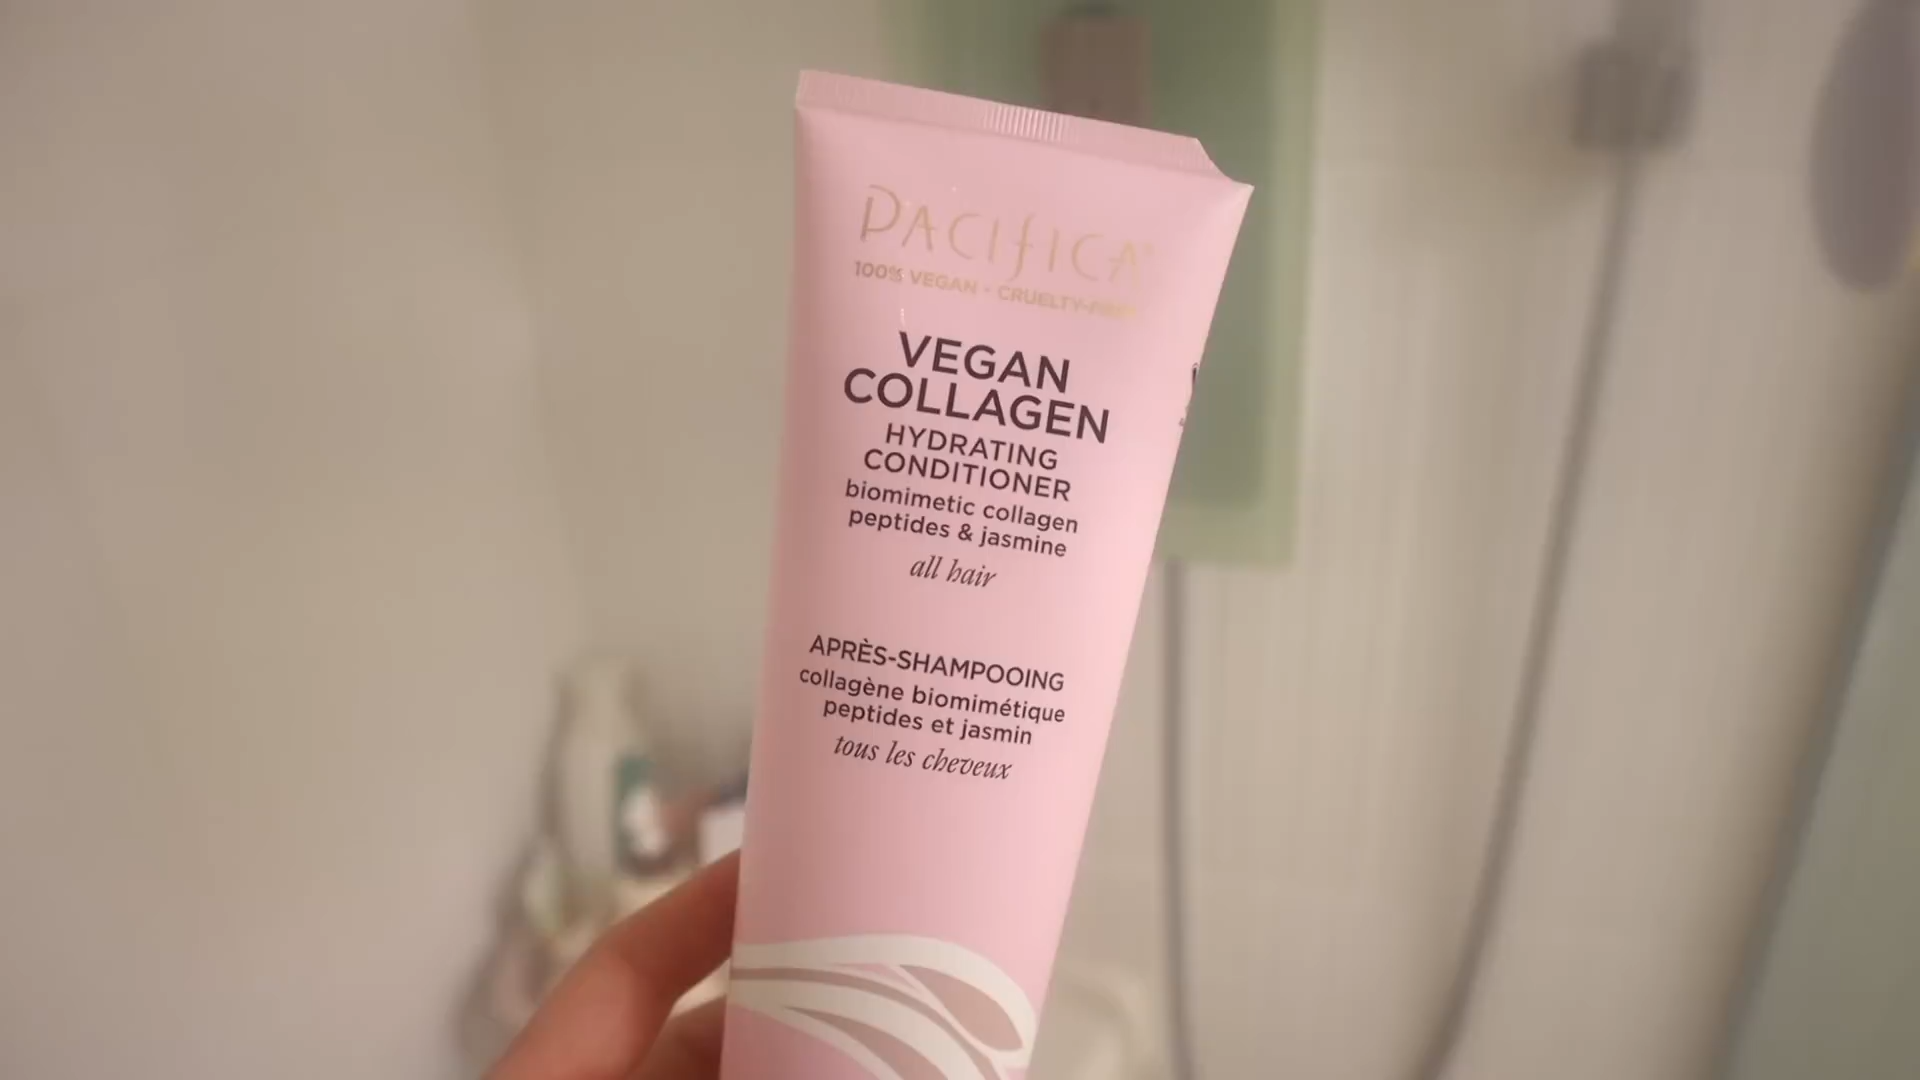 PACIFICA
100% VEGAN - CRUELTY-FREE
VEGAN
COLLAGEN
HYDRATING
CONDITIONER
biomimetic collagen
peptides & jasmine
all hair
APRÈS-SHAMPOOING
collagène biomimétique
peptides et jasmin
tous les cheveux